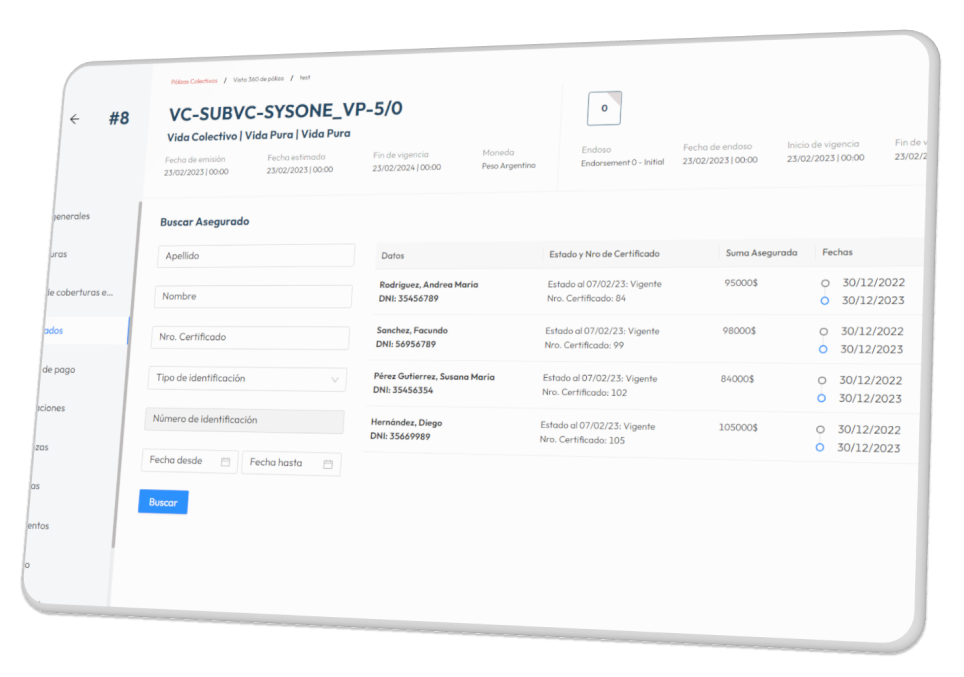 Pólizas Colectivos / Vista 360 de póliza / test
← #8 VC-SUBVC-SYSONE_VP-5/0
Vida Colectivo | Vida Pura | Vida Pura
Fecha de emisión
23/02/2023 | 00:00
Fecha estimada
23/02/2023 | 00:00
Fin de vigencia
23/02/2024 | 00:00
Moneda
Peso Argentino
0
Endoso
Endorsement 0 - Initial
Fecha de endoso
23/02/2023 | 00:00
Inicio de vigencia
23/02/2023 | 00:00
Fin de v
23/02/2
generales
uras
de coberturas e...
ados
de pago
aciones
zas
as
entos
o
Buscar Asegurado
Apellido
Nombre
Nro. Certificado
Tipo de identificación
Número de identificación
Fecha desde
Fecha hasta
Buscar
Datos Estado y Nro de Certificado Suma Asegurada Fechas
Rodriguez, Andrea Maria Estado al 07/02/23: Vigente 95000$ 30/12/2022
DNI: 35456789 Nro. Certificado: 84 30/12/2023
Sanchez, Facundo Estado al 07/02/23: Vigente 98000$ 30/12/2022
DNI: 56956789 Nro. Certificado: 99 30/12/2023
Pérez Gutierrez, Susana Maria Estado al 07/02/23: Vigente 84000$ 30/12/2022
DNI: 35456354 Nro. Certificado: 102 30/12/2023
Hernández, Diego Estado al 07/02/23: Vigente 105000$ 30/12/2022
DNI: 35669989 Nro. Certificado: 105 30/12/2023